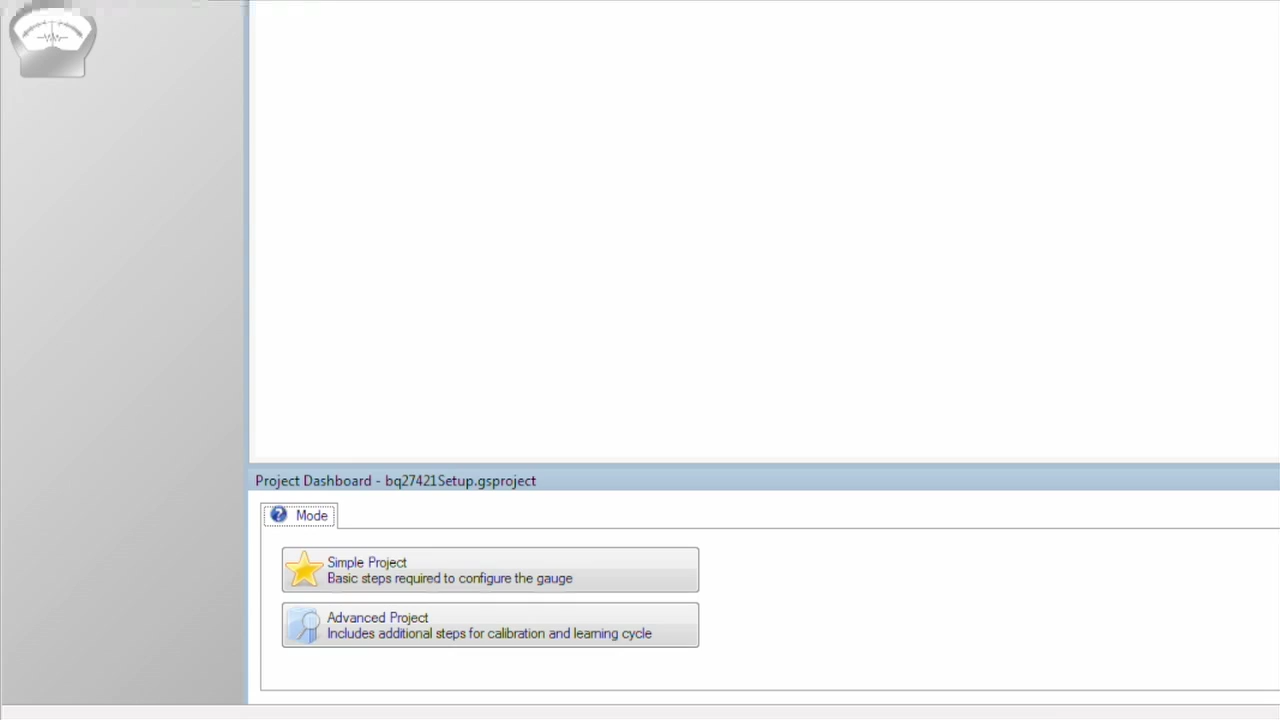 Project Dashboard - bq27421Setup.gsproject
Mode
Simple Project
Basic steps required to configure the gauge
Advanced Project
Includes additional steps for calibration and learning cycle